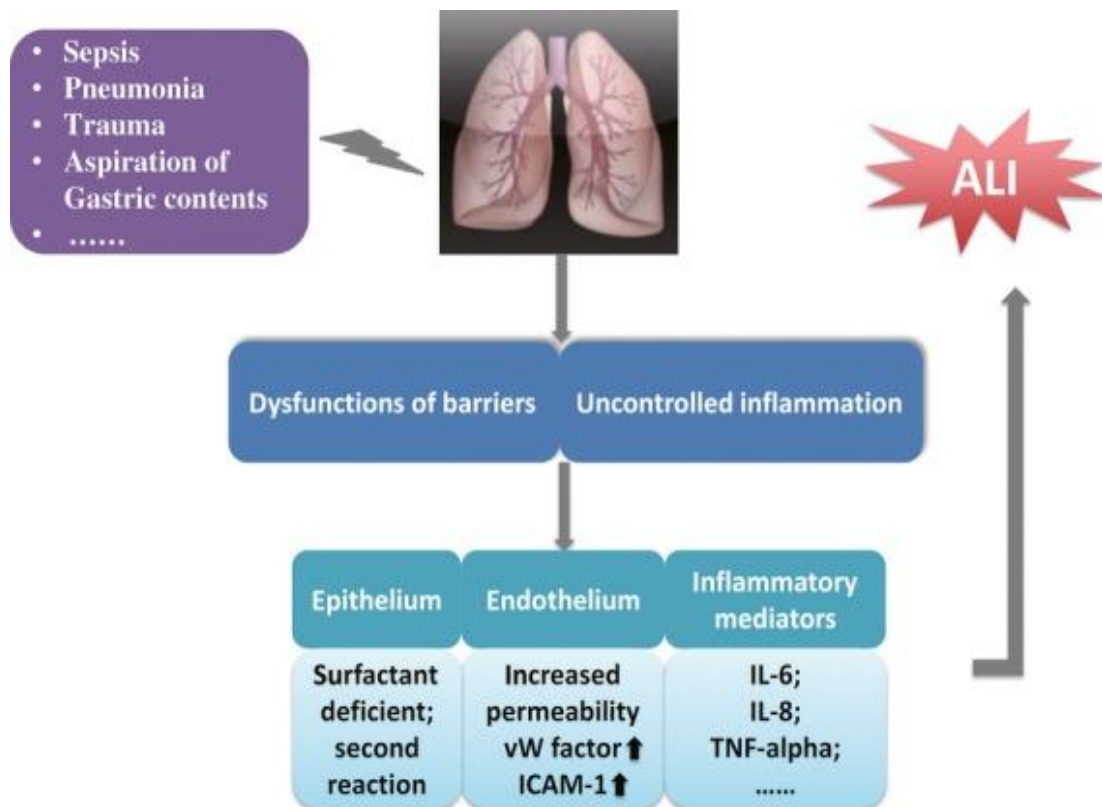 • Sepsis
• Pneumonia
• Trauma
• Aspiration of
Gastric contents
• ......
ALI
Dysfunctions of barriers
Uncontrolled inflammation
Epithelium
Endothelium
Inflammatory
mediators
Surfactant
deficient;
second
reaction
Increased
permeability
vW factor⬆
ICAM-1⬆
IL-6;
IL-8;
TNF-alpha;
......